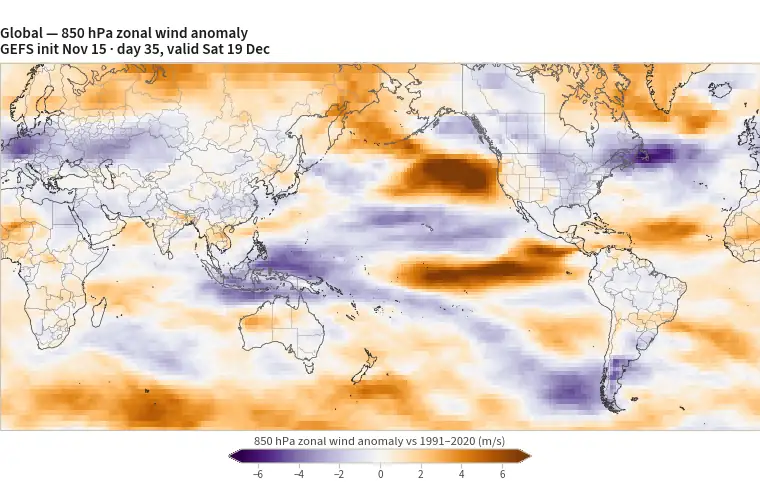 Global — 850 hPa zonal wind anomaly
GEFS init Nov 15 · day 35, valid Sat 19 Dec
850 hPa zonal wind anomaly vs 1991–2020 (m/s)
−6 −4 −2 0 2 4 6